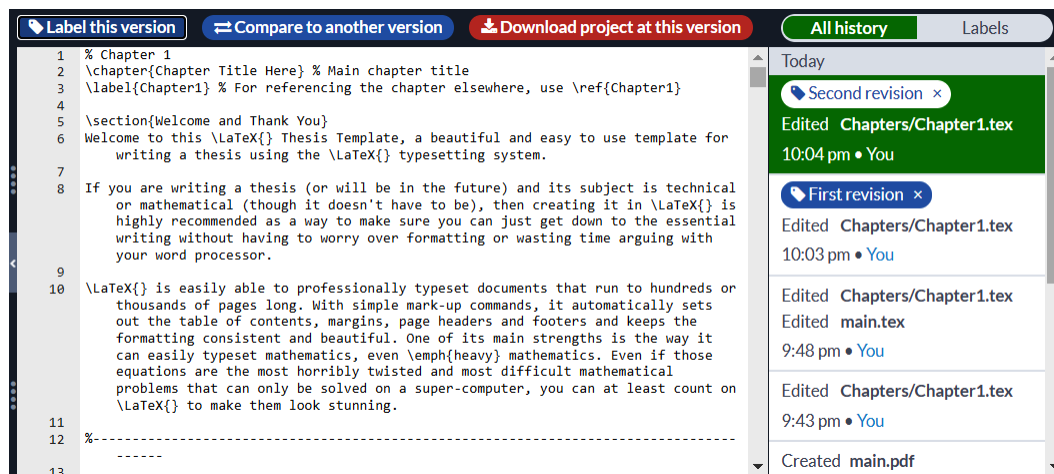 Label this version
Compare to another version
Download project at this version
All history
Labels
1 % Chapter 1
2 \chapter{Chapter Title Here} % Main chapter title
3 \label{Chapter1} % For referencing the chapter elsewhere, use \ref{Chapter1}
4
5 \section{Welcome and Thank You}
6 Welcome to this \LaTeX{} Thesis Template, a beautiful and easy to use template for
writing a thesis using the \LaTeX{} typesetting system.
7
8 If you are writing a thesis (or will be in the future) and its subject is technical
or mathematical (though it doesn't have to be), then creating it in \LaTeX{} is
highly recommended as a way to make sure you can just get down to the essential
writing without having to worry over formatting or wasting time arguing with
your word processor.
9
10 \LaTeX{} is easily able to professionally typeset documents that run to hundreds or
thousands of pages long. With simple mark-up commands, it automatically sets
out the table of contents, margins, page headers and footers and keeps the
formatting consistent and beautiful. One of its main strengths is the way it
can easily typeset mathematics, even \emph{heavy} mathematics. Even if those
equations are the most horribly twisted and most difficult mathematical
problems that can only be solved on a super-computer, you can at least count on
\LaTeX{} to make them look stunning.
11
12 %----------------------------------------------------------------------------------
------
13
Today
Second revision ×
Edited Chapters/Chapter1.tex
10:04 pm • You
First revision ×
Edited Chapters/Chapter1.tex
10:03 pm • You
Edited Chapters/Chapter1.tex
Edited main.tex
9:48 pm • You
Edited Chapters/Chapter1.tex
9:43 pm • You
Created main.pdf